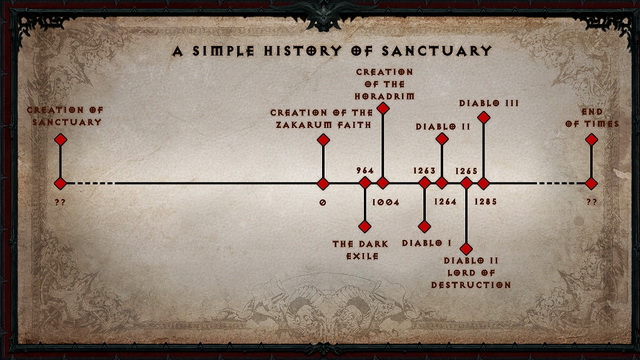 A SIMPLE HISTORY OF SANCTUARY
CREATION
OF THE
HORADRIM
CREATION OF
SANCTUARY
CREATION OF THE
ZAKARUM FAITH
DIABLO II
DIABLO III
END
OF TIMES
964
1263
1265
??
0
1004
1264
1285
??
THE DARK
EXILE
DIABLO I
DIABLO II
LORD OF
DESTRUCTION